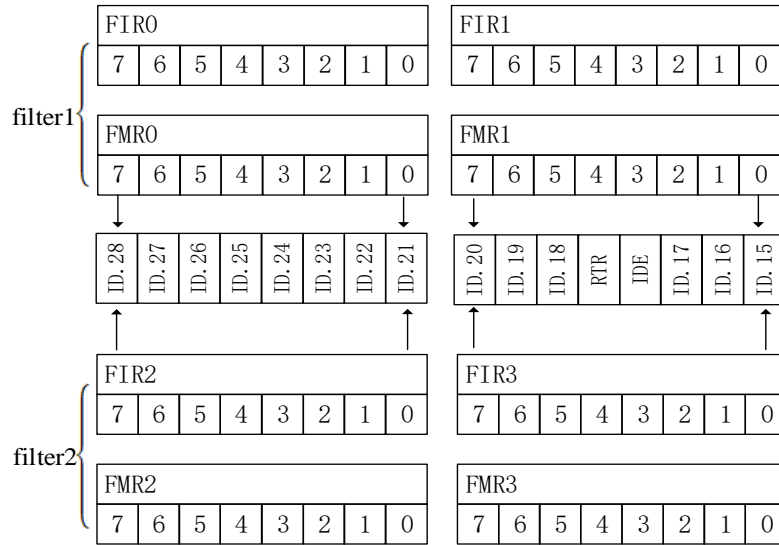 FIR0 FIR1
7 6 5 4 3 2 1 0 7 6 5 4 3 2 1 0
filter1
FMR0 FMR1
7 6 5 4 3 2 1 0 7 6 5 4 3 2 1 0
ID.28 ID.27 ID.26 ID.25 ID.24 ID.23 ID.22 ID.21 ID.20 ID.19 ID.18 RTR IDE ID.17 ID.16 ID.15
FIR2 FIR3
7 6 5 4 3 2 1 0 7 6 5 4 3 2 1 0
filter2
FMR2 FMR3
7 6 5 4 3 2 1 0 7 6 5 4 3 2 1 0